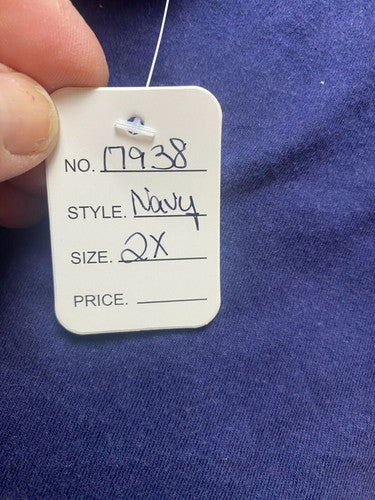 NO. 17938
STYLE. Navy
SIZE. 2X
PRICE.